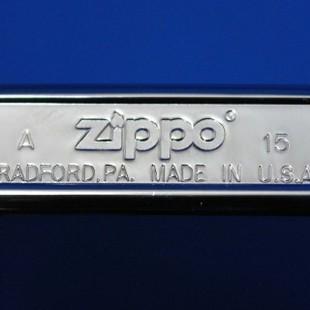 A Zippo® 15
RADFORD, PA. MADE IN U.S.A